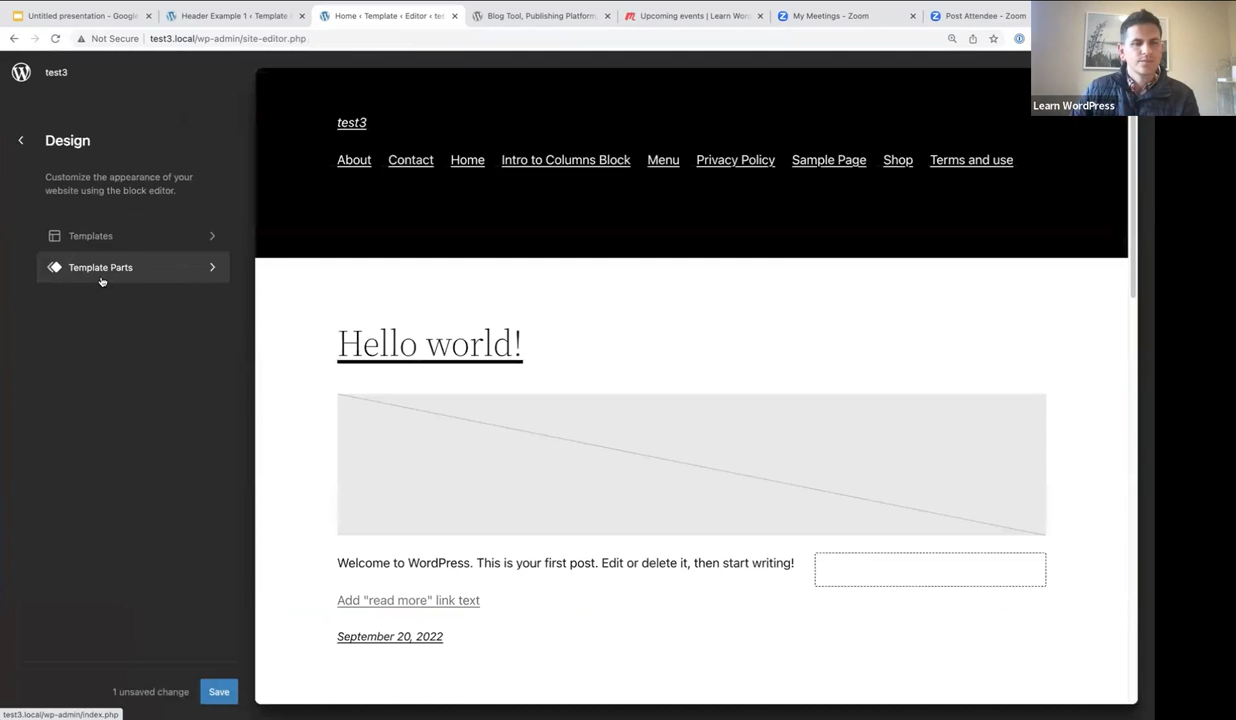 Untitled presentation - Google
Header Example 1 ‹ Template
Home ‹ Template ‹ Editor ‹ tes
Blog Tool, Publishing Platform,
Upcoming events | Learn Wor
My Meetings - Zoom
Post Attendee - Zoom
Not Secure
test3.local/wp-admin/site-editor.php
Learn WordPress
test3
Design
Customize the appearance of your
website using the block editor.
Templates
Template Parts
test3
About Contact Home Intro to Columns Block Menu Privacy Policy Sample Page Shop Terms and use
Hello world!
Welcome to WordPress. This is your first post. Edit or delete it, then start writing!
Add "read more" link text
September 20, 2022
1 unsaved change
Save
test3.local/wp-admin/index.php